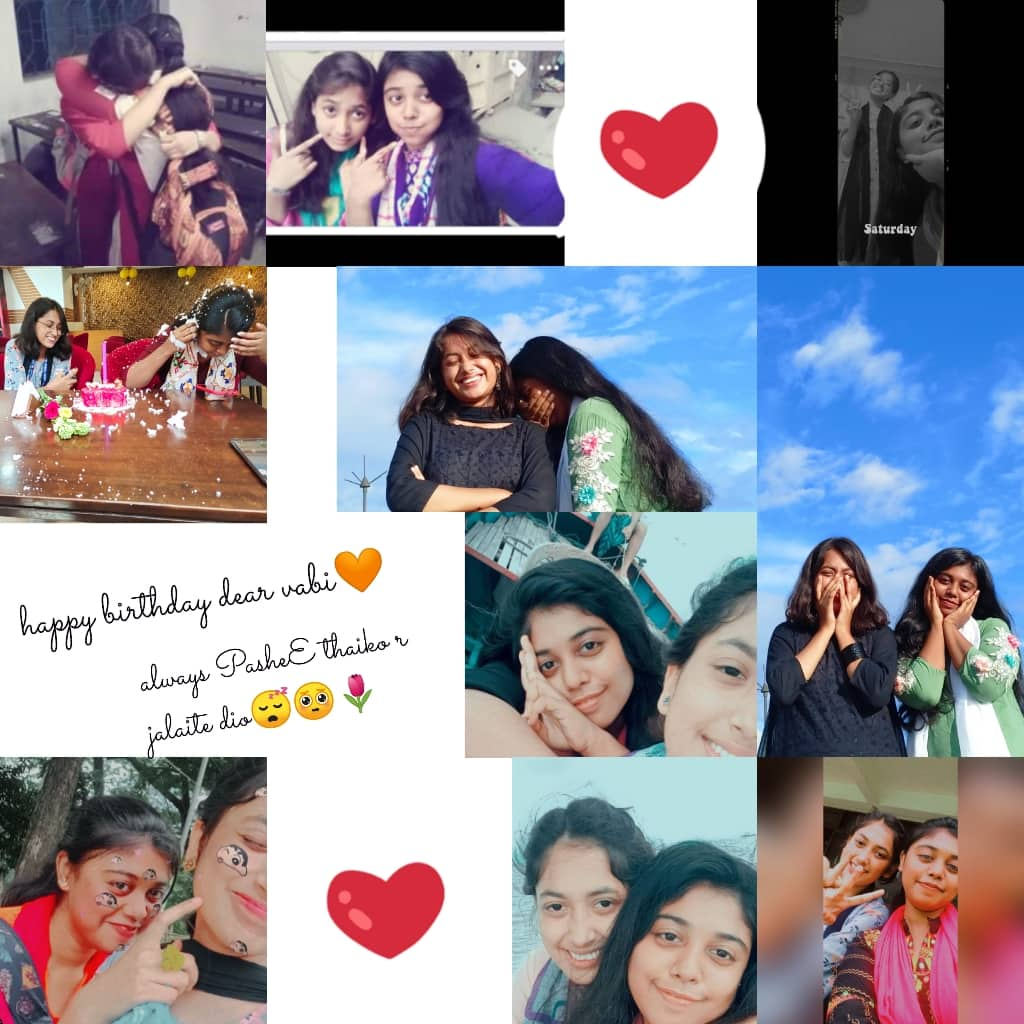 Saturday
happy birthday dear vabi🧡
always PasheE thaiko r
jalaite dio😴🥺🌷